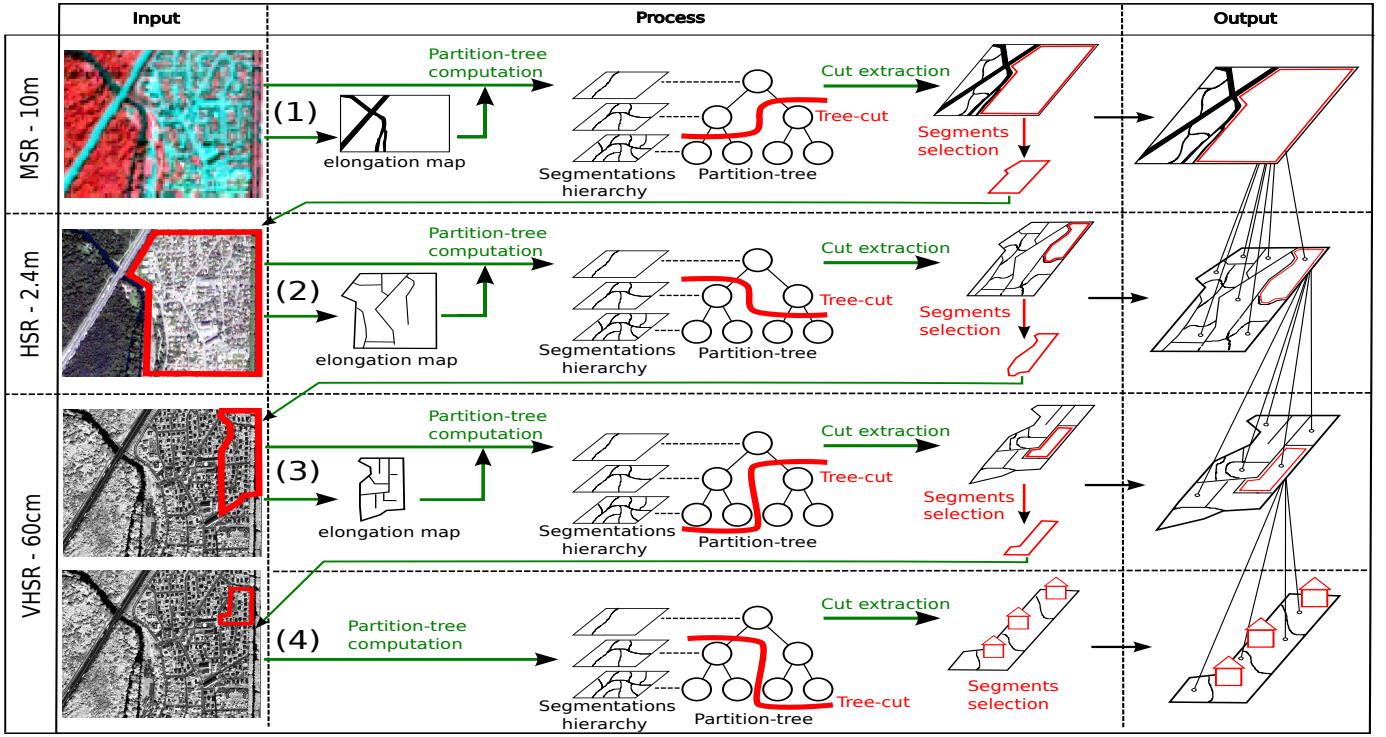 Input
Process
Output
MSR - 10m
(1)
Partition-tree
computation
elongation map
Segmentations
hierarchy
Partition-tree
Tree-cut
Cut extraction
Segments
selection
HSR - 2.4m
(2)
Partition-tree
computation
elongation map
Segmentations
hierarchy
Partition-tree
Tree-cut
Cut extraction
Segments
selection
VHSR - 60cm
(3)
Partition-tree
computation
elongation map
Segmentations
hierarchy
Partition-tree
Tree-cut
Cut extraction
Segments
selection
(4)
Partition-tree
computation
Segmentations
hierarchy
Partition-tree
Tree-cut
Cut extraction
Segments
selection